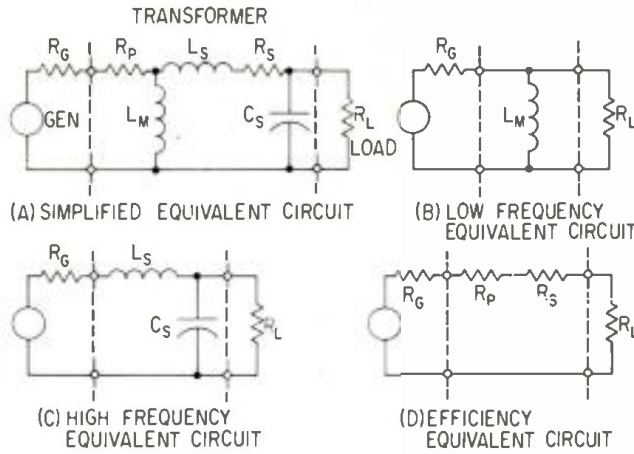 TRANSFORMER
R_G R_P L_S R_S
GEN L_M C_S R_L
LOAD
(A) SIMPLIFIED EQUIVALENT CIRCUIT
R_G
L_M R_L
(B) LOW FREQUENCY
EQUIVALENT CIRCUIT
R_G L_S
C_S R_L
(C) HIGH FREQUENCY
EQUIVALENT CIRCUIT
R_G R_P R_S
R_L
(D) EFFICIENCY
EQUIVALENT CIRCUIT